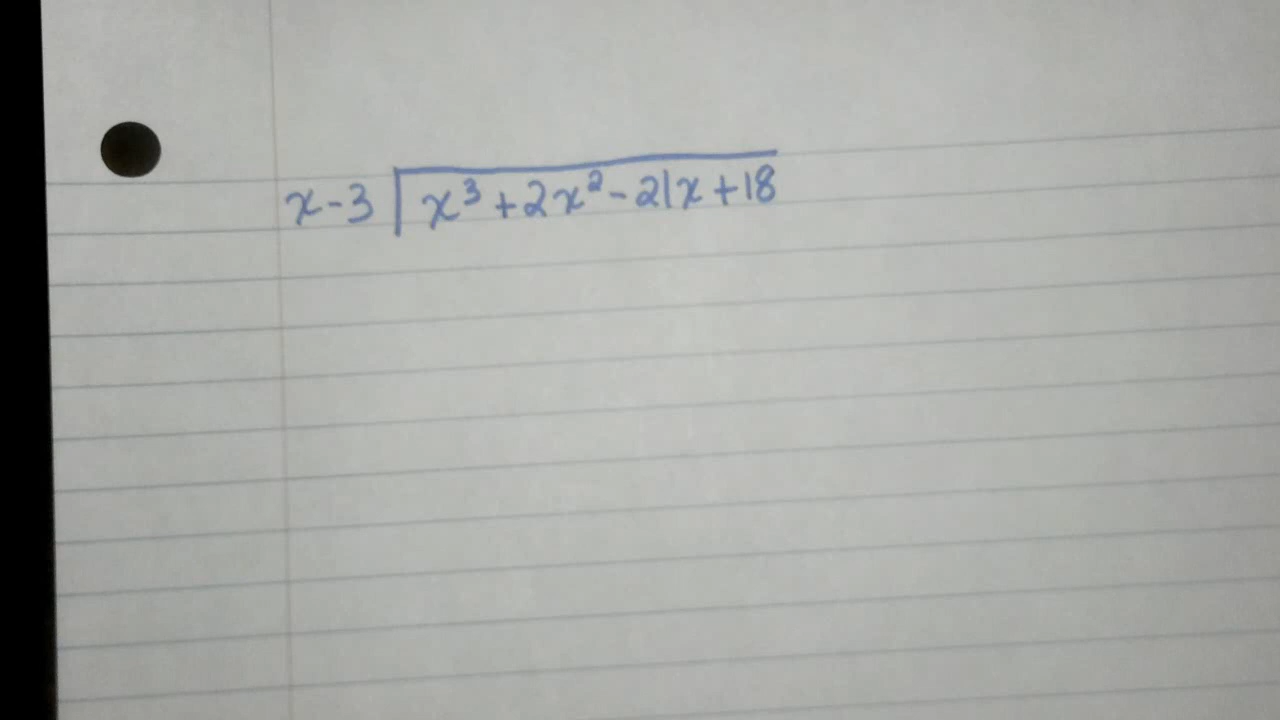 x-3 x³ + 2x² - 21x + 18